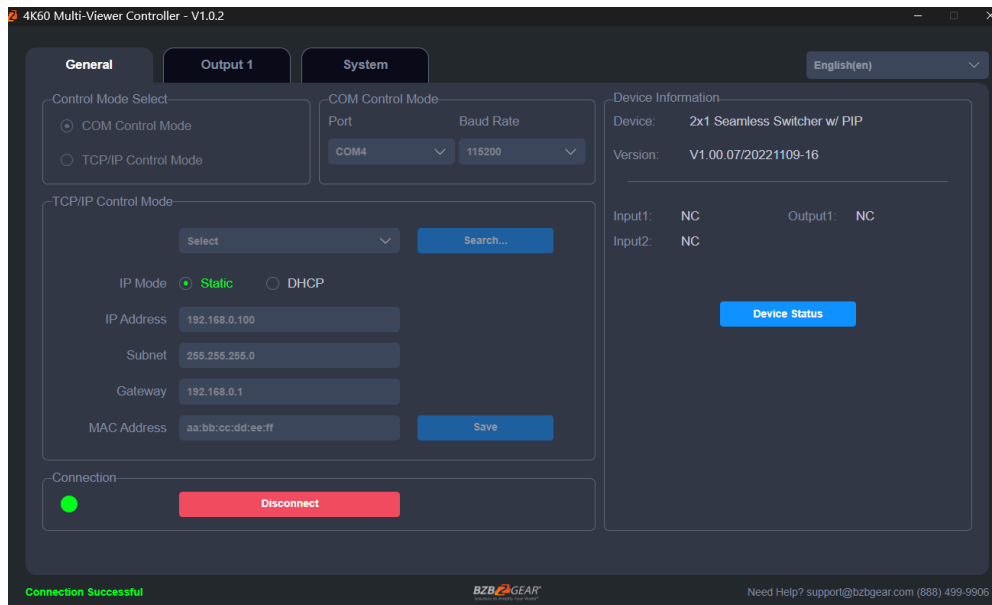 4K60 Multi-Viewer Controller - V1.0.2
General
Output 1
System
English(en)
Control Mode Select
COM Control Mode
TCP/IP Control Mode
COM Control Mode
Port
Baud Rate
COM4
115200
Device Information
Device: 2x1 Seamless Switcher w/ PIP
Version: V1.00.07/20221109-16
Input1: NC
Output1: NC
Input2: NC
Device Status
TCP/IP Control Mode
Select
Search...
IP Mode
Static
DHCP
IP Address 192.168.0.100
Subnet 255.255.255.0
Gateway 192.168.0.1
MAC Address aa:bb:cc:dd:ee:ff
Save
Connection
Disconnect
Connection Successful
BZBGEAR
Need Help? support@bzbgear.com (888) 499-9906